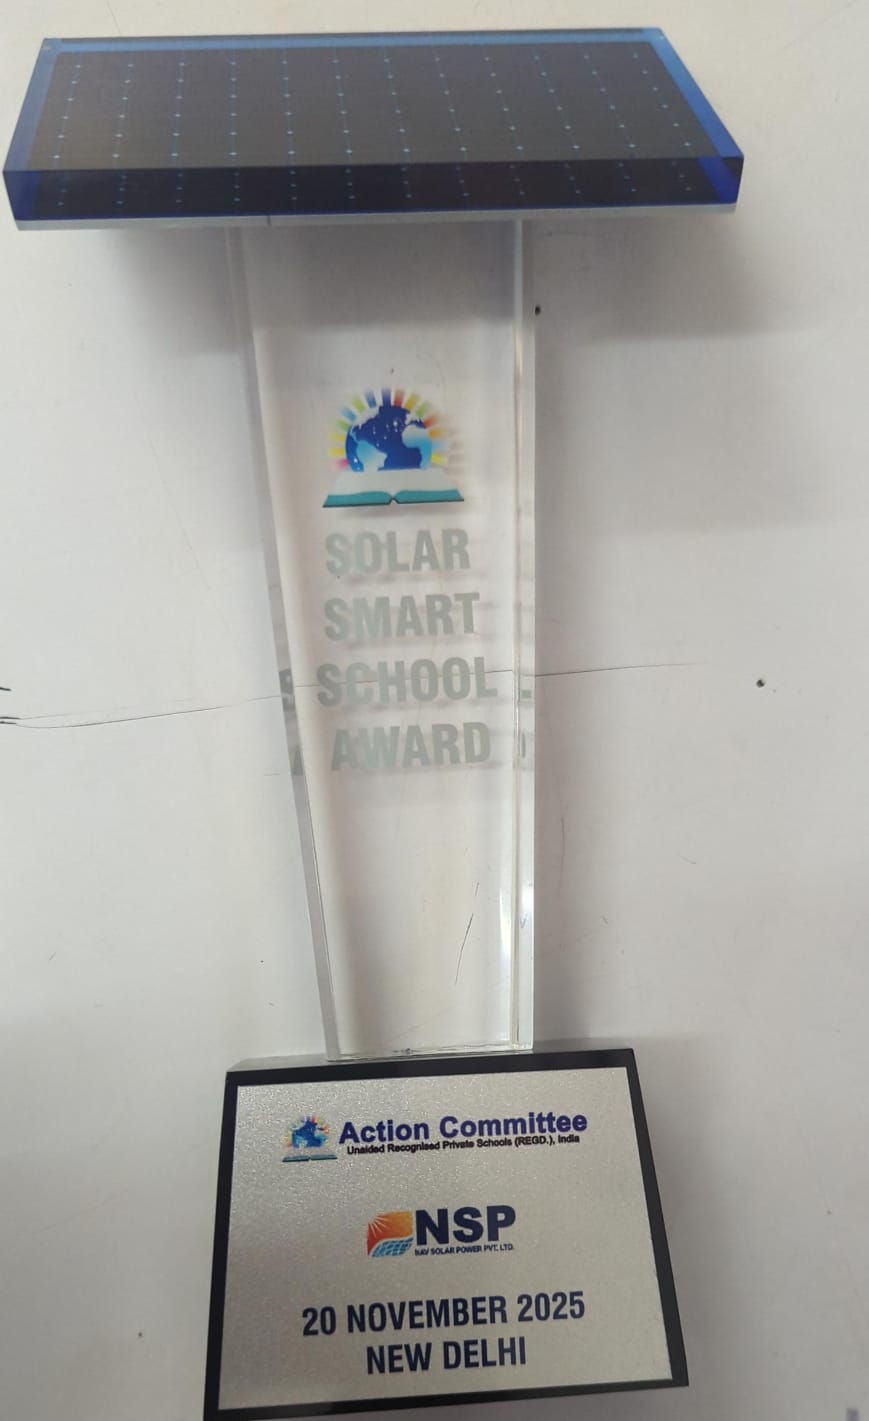 SOLAR
SMART
SCHOOL
AWARD
Action Committee
Unaided Recognised Private Schools (REGD.), India
NSP
NAV SOLAR POWER PVT. LTD.
20 NOVEMBER 2025
NEW DELHI